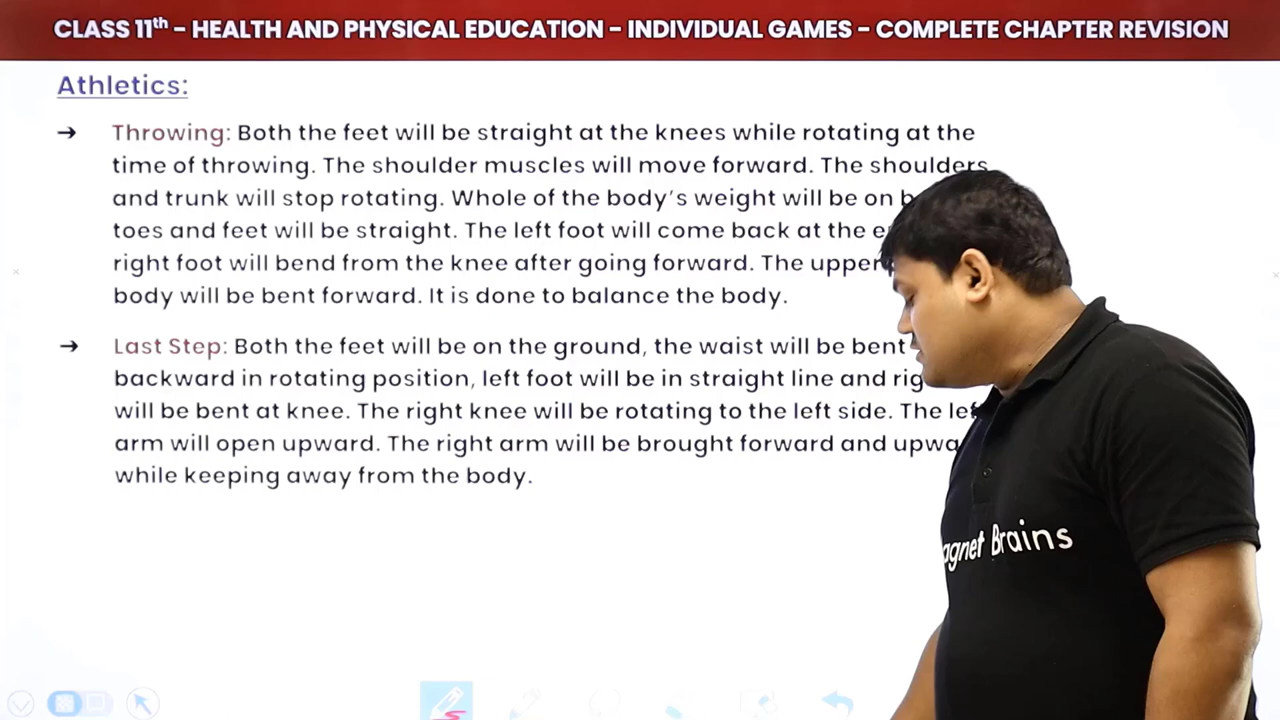 CLASS 11th – HEALTH AND PHYSICAL EDUCATION – INDIVIDUAL GAMES – COMPLETE CHAPTER REVISION
Athletics:
→ Throwing: Both the feet will be straight at the knees while rotating at the
time of throwing. The shoulder muscles will move forward. The shoulders
and trunk will stop rotating. Whole of the body's weight will be on
toes and feet will be straight. The left foot will come back at the
right foot will bend from the knee after going forward. The upper
body will be bent forward. It is done to balance the body.
→ Last Step: Both the feet will be on the ground, the waist will be bent
backward in rotating position, left foot will be in straight line and
will be bent at knee. The right knee will be rotating to the left side. The
arm will open upward. The right arm will be brought forward and
while keeping away from the body.
Brains